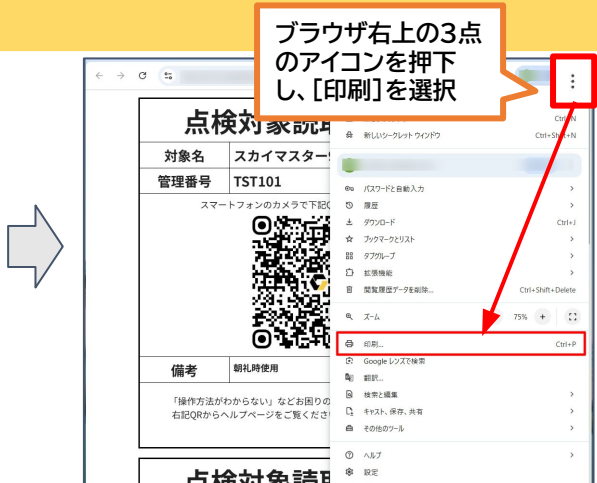 ブラウザ右上の3点
のアイコンを押下
し、［印刷］を選択
点検対象読
対象名
スカイマスター
管理番号
TST101
スマートフォンのカメラで下記Q
備考
朝礼時使用
「操作方法がわからない」などお困りの
右記QRからヘルプページをご覧くださ
点検対象読
Ctrl+N
新しいシークレット ウインドウ
Ctrl+Shift+N
パスワードと自動入力
履歴
ダウンロード
Ctrl+J
ブックマークとリスト
タブグループ
拡張機能
閲覧履歴データを削除...
Ctrl+Shift+Delete
ズーム
75%
+
印刷...
Ctrl+P
Google レンズで検索
翻訳...
検索と編集
キャスト、保存、共有
その他のツール
ヘルプ
設定